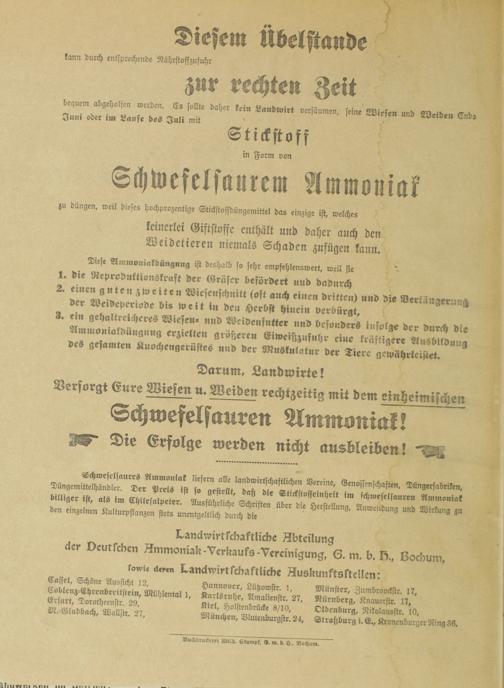 Diesem Übelstande
kann durch entsprechende Nährstoffzufuhr
zur rechten Zeit
bequem abgeholfen werden. Es sollte daher kein Landwirt versäumen, seine Wiesen und Weiden Ende
Juni oder im Laufe des Juli mit
Stickstoff
in Form von
Schwefelsaurem Ammoniak
zu düngen, weil dieses hochprozentige Stickstoffdüngemittel das einzige ist, welches
keinerlei Giftstoffe enthält und daher auch den
Weidetieren niemals Schaden zufügen kann.
Diese Ammoniakdüngung ist deshalb so sehr empfehlenswert, weil sie
1. die Reproduktionskraft der Gräser befördert und dadurch
2. einen guten zweiten Wiesenschnitt (oft auch einen dritten) und die Verlängerung
der Weideperiode bis weit in den Herbst hinein verbürgt,
3. ein gehaltreicheres Wiesen- und Weidenfutter und besonders infolge der durch die
Ammoniakdüngung erzielten größeren Eiweißzufuhr eine kräftigere Ausbildung
des gesamten Knochengerüstes und der Muskulatur der Tiere gewährleistet.
Darum, Landwirte!
Versorgt Eure Wiesen u. Weiden rechtzeitig mit dem einheimischen
Schwefelsauren Ammoniak!
Die Erfolge werden nicht ausbleiben!
Schwefelsaures Ammoniak liefern alle landwirtschaftlichen Vereine, Genossenschaften, Düngerfabriken,
Düngemittelhändler. Der Preis ist so gestellt, daß die Stickstoffeinheit im schwefelsauren Ammoniak
billiger ist, als im Chilesalpeter. Ausführliche Schriften über die Herstellung, Anwendung und Wirkung zu
den einzelnen Kulturpflanzen stets unentgeltlich durch die
Landwirtschaftliche Abteilung
der Deutschen Ammoniak-Verkaufs-Vereinigung, G. m. b. H., Bochum,
sowie deren Landwirtschaftliche Auskunftsstellen:
Cassel, Schöne Aussicht 12,
Coblenz-Ehrenbreitstein, Mühlental 1,
Erfurt, Dorotheenstr. 29,
M.-Gladbach, Wallstr. 27,
Hannover, Lützowstr. 1,
Karlsruhe, Amalienstr. 27,
Kiel, Holstenbrücke 8/10,
München, Blutenburgstr. 24,
Münster, Zumbrockstr. 17,
Nürnberg, Knauerstr. 17,
Oldenburg, Nikolausstr. 10,
Straßburg i. E., Kronenburger Ring 36.
Buchdruckerei Wilh. Stumpf, G. m. b. H., Bochum.